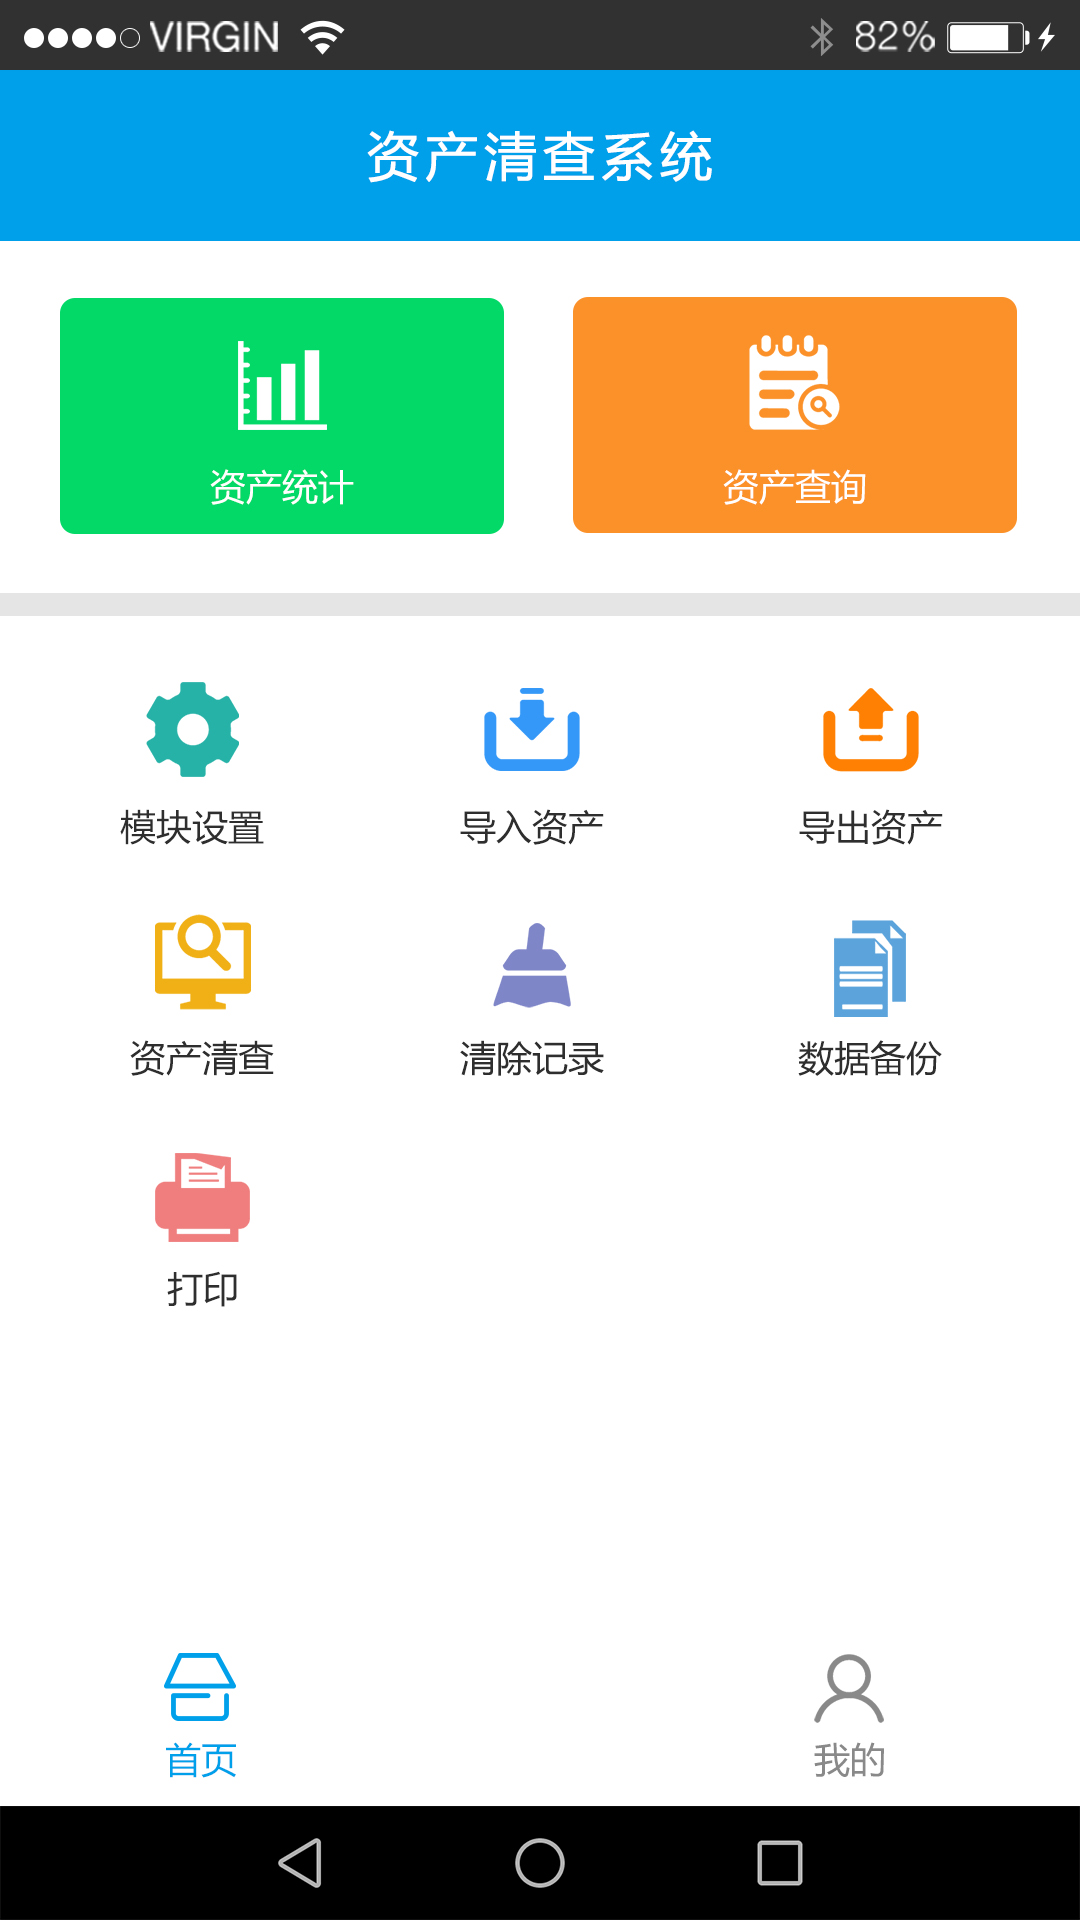 VIRGIN 82%
资产清查系统
资产统计 资产查询
模块设置 导入资产 导出资产
资产清查 清除记录 数据备份
打印
首页 我的